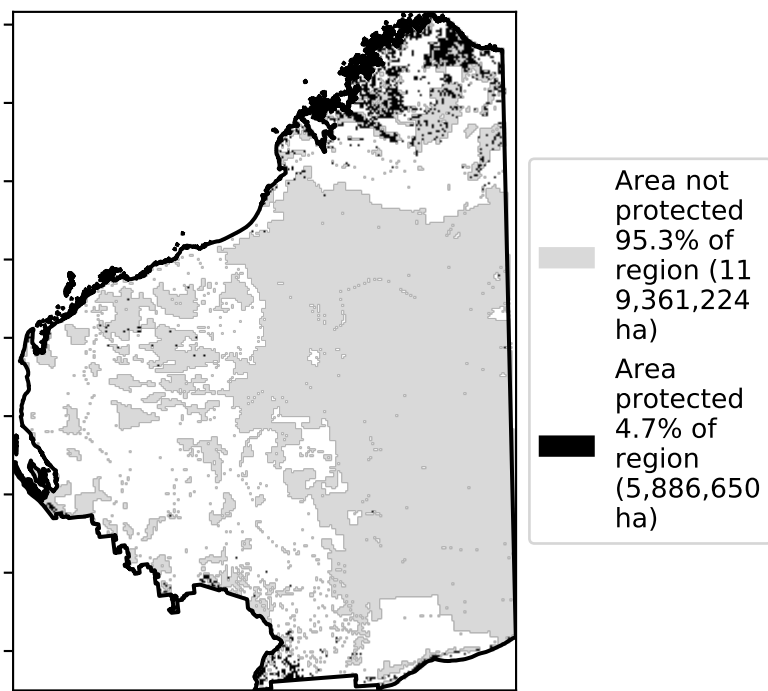 Area not
protected
95.3% of
region (11
9,361,224
ha)
Area
protected
4.7% of
region
(5,886,650
ha)